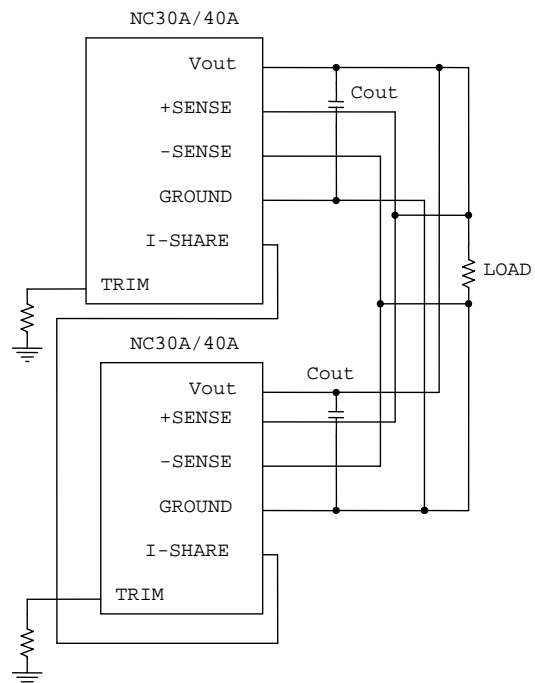 NC30A/40A
Vout
Cout
+SENSE
-SENSE
GROUND
I-SHARE
LOAD
TRIM
NC30A/40A
Cout
Vout
+SENSE
-SENSE
GROUND
I-SHARE
TRIM